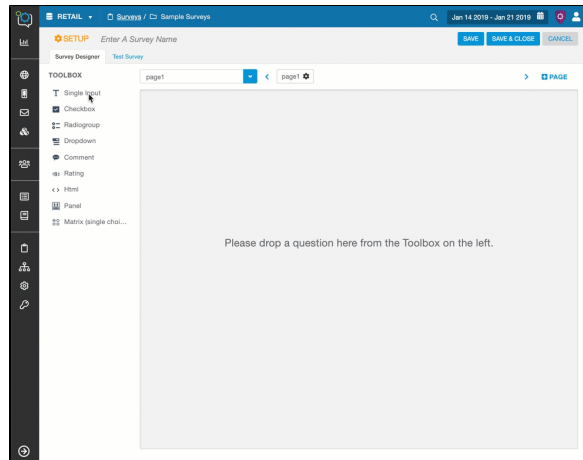 RETAIL Surveys / Sample Surveys Jan 14 2019 - Jan 21 2019
SETUP Enter A Survey Name SAVE SAVE & CLOSE CANCEL
Survey Designer Test Survey
TOOLBOX page1 page1 PAGE
Single Input
Checkbox
Radiogroup
Dropdown
Comment
Rating
Html
Panel
Matrix (single choi...
Please drop a question here from the Toolbox on the left.